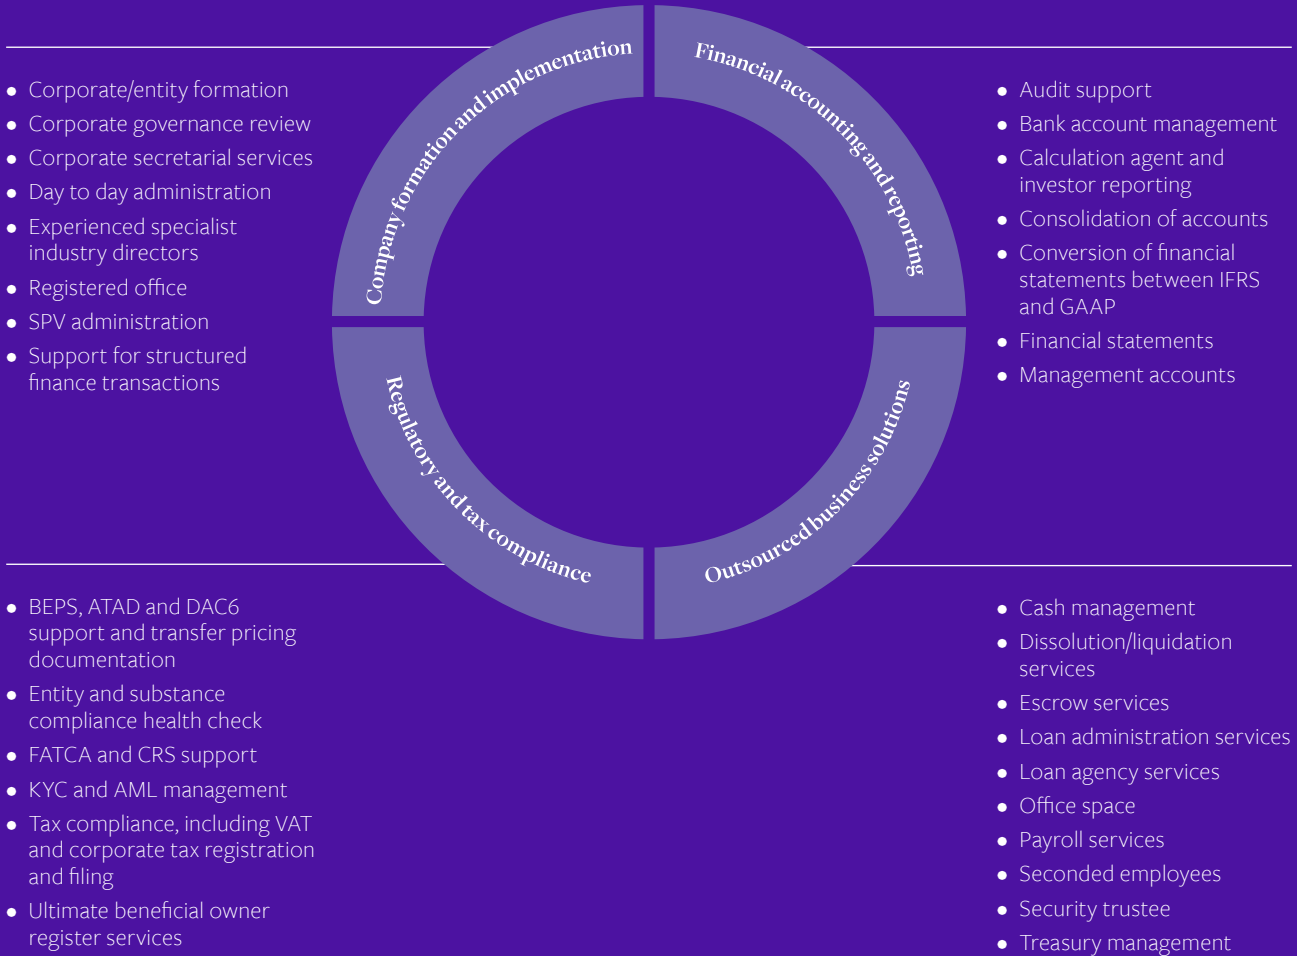 Company formation and implementation
• Corporate/entity formation
• Corporate governance review
• Corporate secretarial services
• Day to day administration
• Experienced specialist
industry directors
• Registered office
• SPV administration
• Support for structured
finance transactions
Financial accounting and reporting
• Audit support
• Bank account management
• Calculation agent and
investor reporting
• Consolidation of accounts
• Conversion of financial
statements between IFRS
and GAAP
• Financial statements
• Management accounts
Regulatory and tax compliance
• BEPS, ATAD and DAC6
support and transfer pricing
documentation
• Entity and substance
compliance health check
• FATCA and CRS support
• KYC and AML management
• Tax compliance, including VAT
and corporate tax registration
and filing
• Ultimate beneficial owner
register services
Outsourced business solutions
• Cash management
• Dissolution/liquidation
services
• Escrow services
• Loan administration services
• Loan agency services
• Office space
• Payroll services
• Seconded employees
• Security trustee
• Treasury management